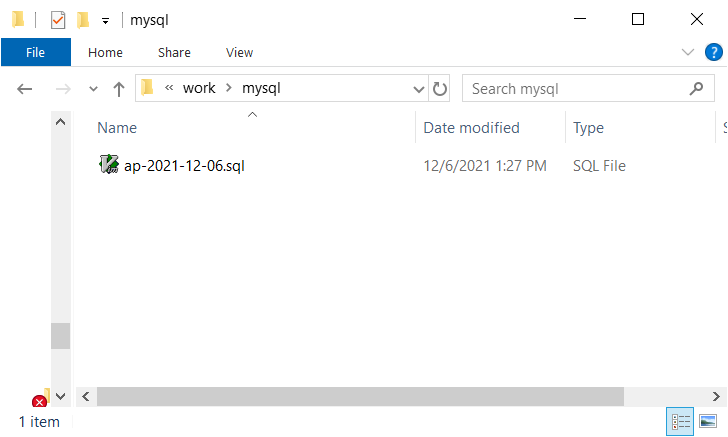 mysql
File Home Share View
« work > mysql Search mysql
Name Date modified Type S
ap-2021-12-06.sql 12/6/2021 1:27 PM SQL File
1 item